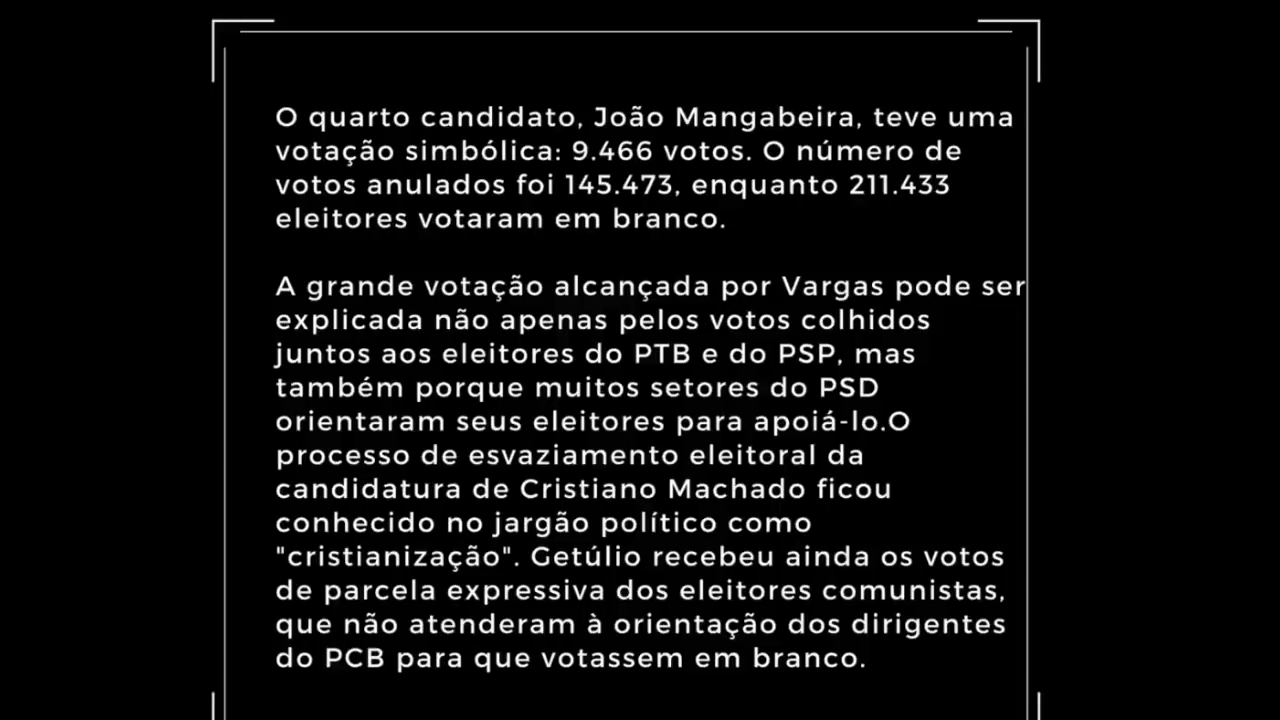 O quarto candidato, João Mangabeira, teve uma
votação simbólica: 9.466 votos. O número de
votos anulados foi 145.473, enquanto 211.433
eleitores votaram em branco.
A grande votação alcançada por Vargas pode ser
explicada não apenas pelos votos colhidos
juntos aos eleitores do PTB e do PSP, mas
também porque muitos setores do PSD
orientaram seus eleitores para apoiá-lo.O
processo de esvaziamento eleitoral da
candidatura de Cristiano Machado ficou
conhecido no jargão político como
"cristianização". Getúlio recebeu ainda os votos
de parcela expressiva dos eleitores comunistas,
que não atenderam à orientação dos dirigentes
do PCB para que votassem em branco.